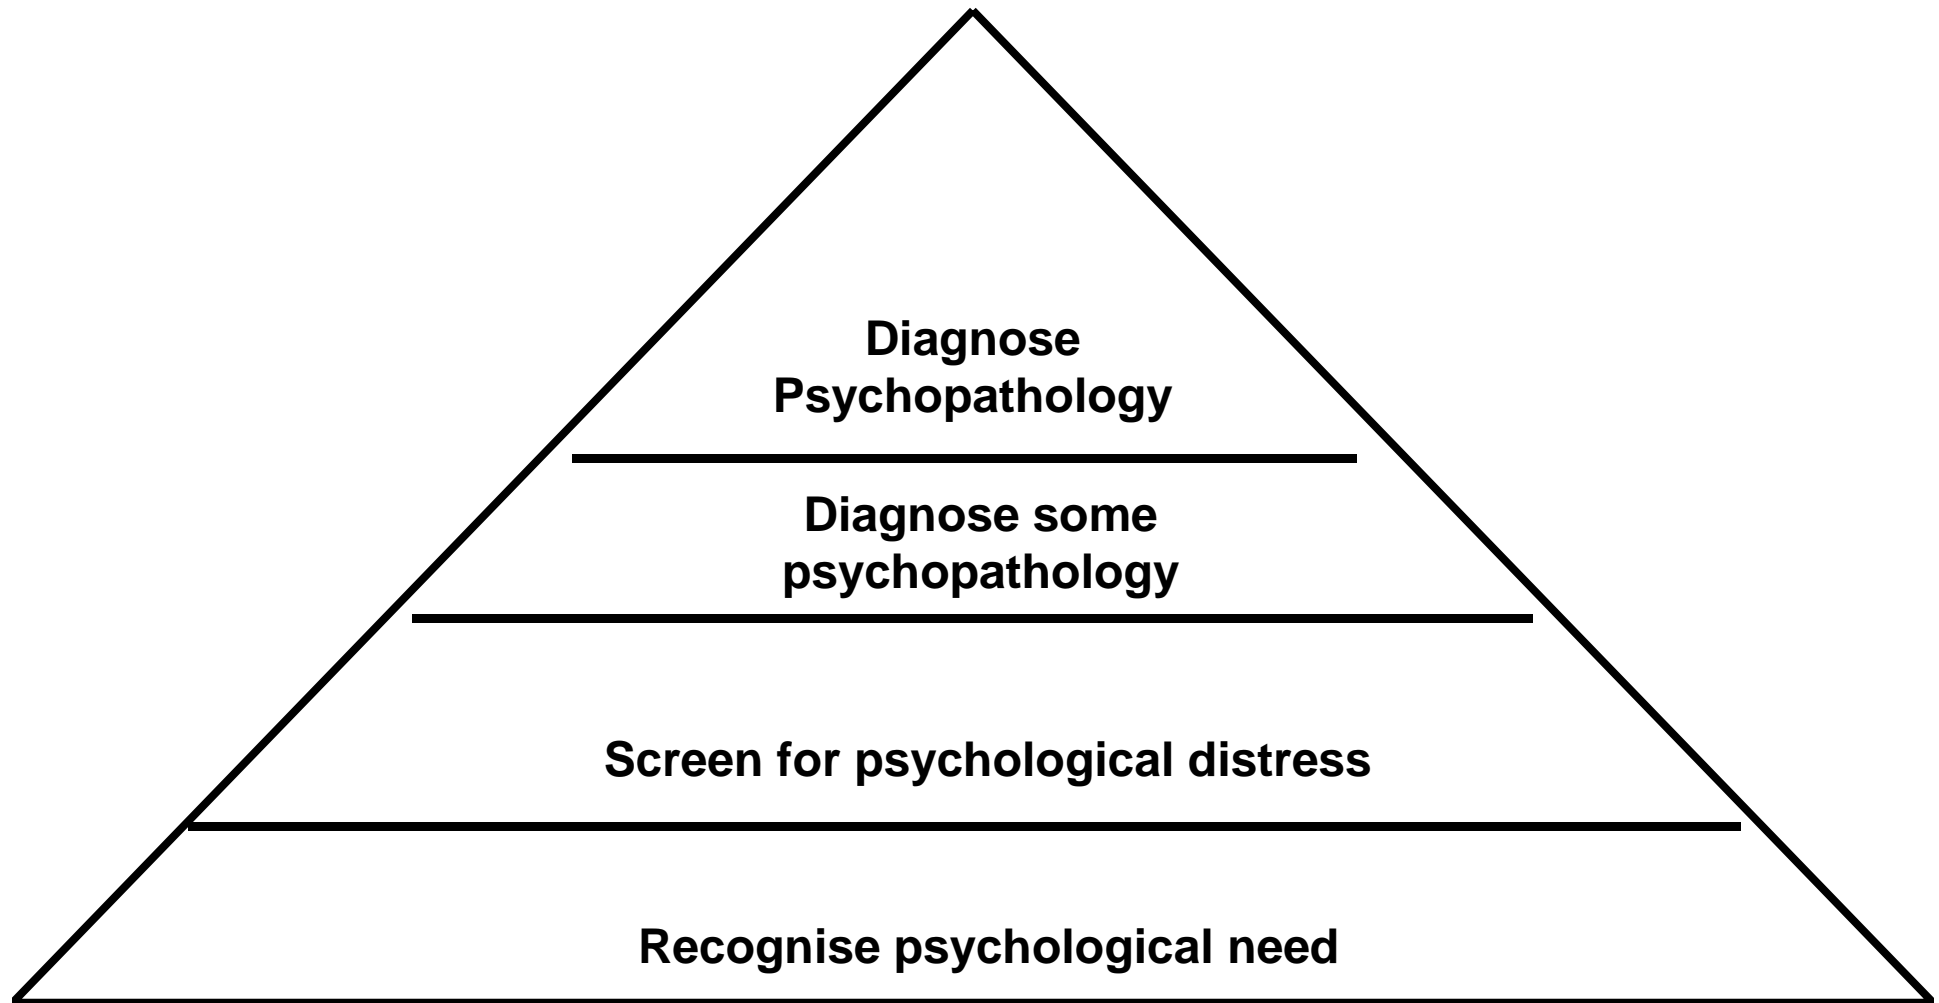 Diagnose
Psychopathology
Diagnose some
psychopathology
Screen for psychological distress
Recognise psychological need